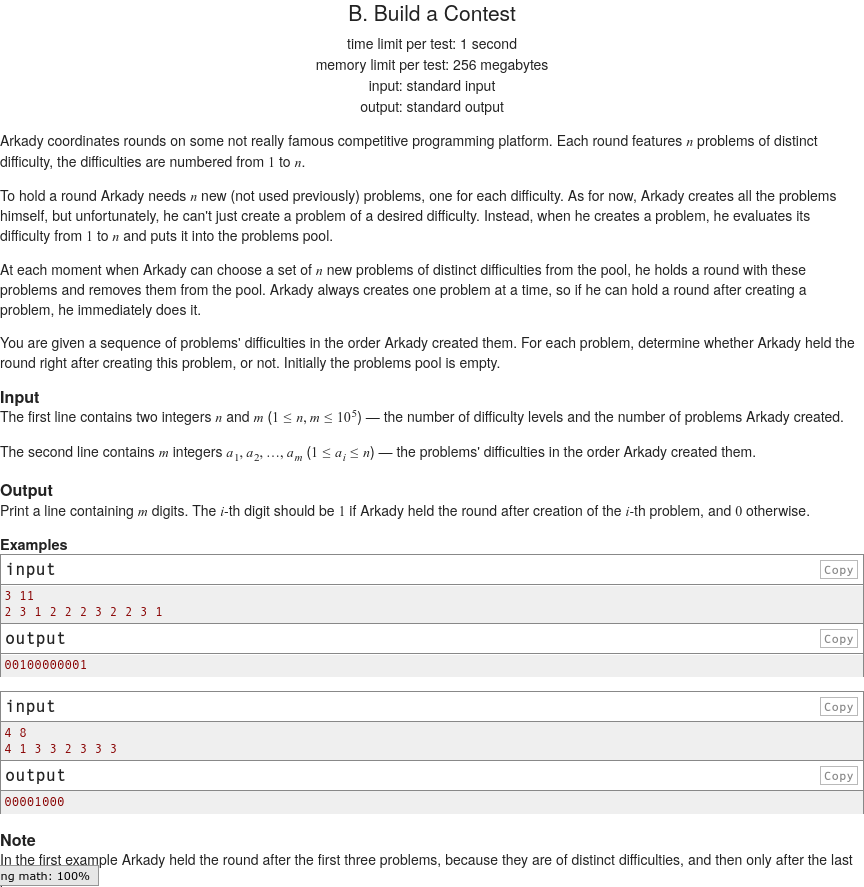 B. Build a Contest
time limit per test: 1 second
memory limit per test: 256 megabytes
input: standard input
output: standard output
Arkady coordinates rounds on some not really famous competitive programming platform. Each round features n problems of distinct
difficulty, the difficulties are numbered from 1 to n.
To hold a round Arkady needs n new (not used previously) problems, one for each difficulty. As for now, Arkady creates all the problems
himself, but unfortunately, he can't just create a problem of a desired difficulty. Instead, when he creates a problem, he evaluates its
difficulty from 1 to n and puts it into the problems pool.
At each moment when Arkady can choose a set of n new problems of distinct difficulties from the pool, he holds a round with these
problems and removes them from the pool. Arkady always creates one problem at a time, so if he can hold a round after creating a
problem, he immediately does it.
You are given a sequence of problems' difficulties in the order Arkady created them. For each problem, determine whether Arkady held the
round right after creating this problem, or not. Initially the problems pool is empty.
Input
The first line contains two integers n and m (1 ≤ n, m ≤ 10⁵) — the number of difficulty levels and the number of problems Arkady created.
The second line contains m integers a₁, a₂, …, aₘ (1 ≤ aᵢ ≤ n) — the problems' difficulties in the order Arkady created them.
Output
Print a line containing m digits. The i-th digit should be 1 if Arkady held the round after creation of the i-th problem, and 0 otherwise.
Examples
input Copy
3 11
2 3 1 2 2 2 3 2 2 3 1
output Copy
00100000001
input Copy
4 8
4 1 3 3 2 3 3 3
output Copy
00001000
Note
In the first example Arkady held the round after the first three problems, because they are of distinct difficulties, and then only after the last
ng math: 100%